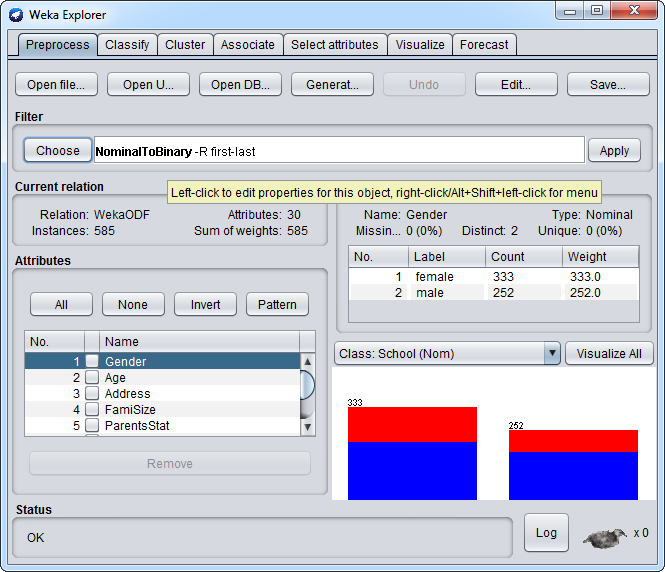 Weka Explorer
Preprocess Classify Cluster Associate Select attributes Visualize Forecast
Open file... Open U... Open DB... Generat... Undo Edit... Save...
Filter
Choose NominalToBinary -R first-last Apply
Current relation
Left-click to edit properties for this object, right-click/Alt+Shift+left-click for menu
Relation: WekaODF Attributes: 30
Instances: 585 Sum of weights: 585
Name: Gender Type: Nominal
Missin... 0 (0%) Distinct: 2 Unique: 0 (0%)
No. Label Count Weight
1 female 333 333.0
2 male 252 252.0
Attributes
All None Invert Pattern
No. Name
1 Gender
2 Age
3 Address
4 FamiSize
5 ParentsStat
Remove
Class: School (Nom) Visualize All
333
252
Status
OK
Log
x 0